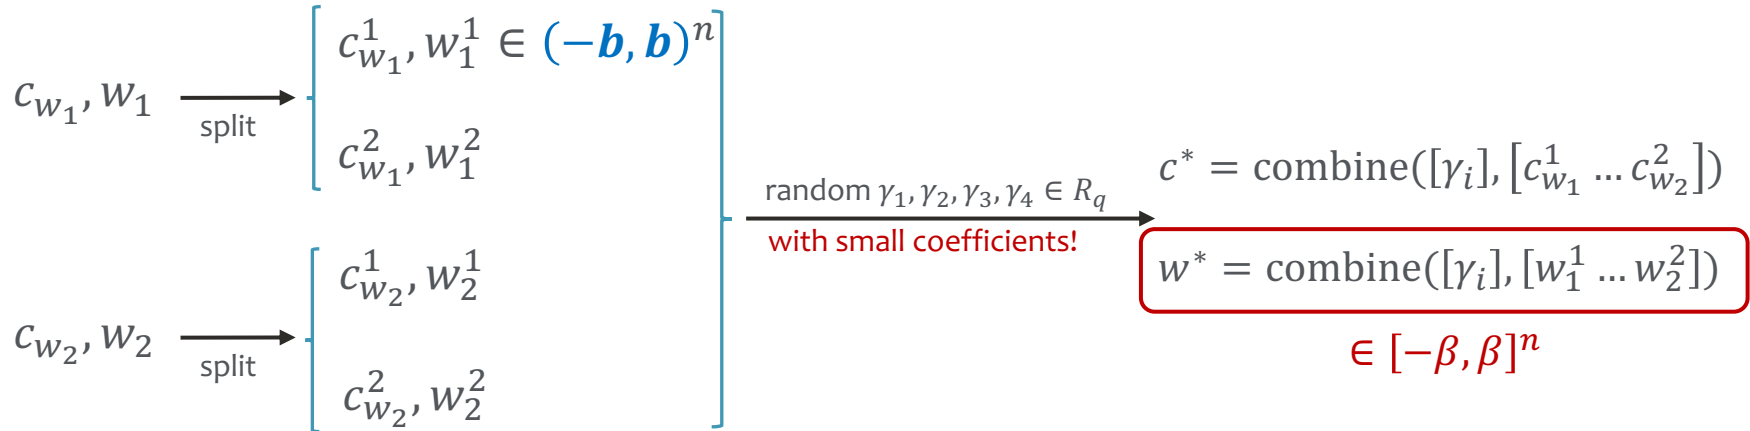 c_{w_1}, w_1
split
c^1_{w_1}, w^1_1 ∈ (−b, b)^n
c^2_{w_1}, w^2_1
c_{w_2}, w_2
split
c^1_{w_2}, w^1_2
c^2_{w_2}, w^2_2
random γ_1, γ_2, γ_3, γ_4 ∈ R_q
with small coefficients!
c^* = combine([γ_i], [c^1_{w_1} … c^2_{w_2}])
w^* = combine([γ_i], [w^1_1 … w^2_2])
∈ [−β, β]^n